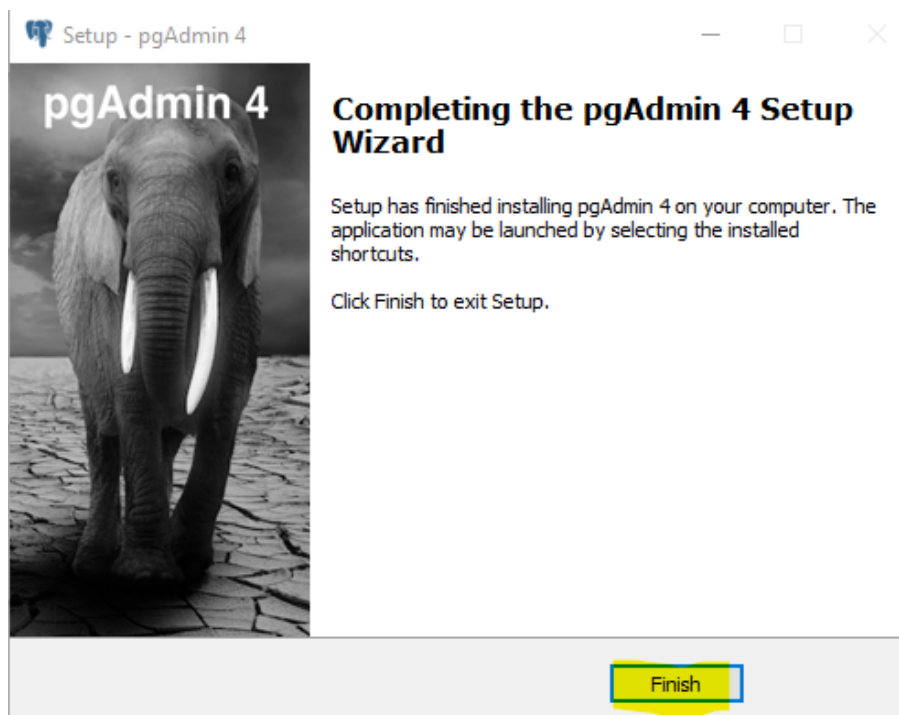 Setup - pgAdmin 4
pgAdmin 4
Completing the pgAdmin 4 Setup
Wizard
Setup has finished installing pgAdmin 4 on your computer. The
application may be launched by selecting the installed
shortcuts.
Click Finish to exit Setup.
Finish